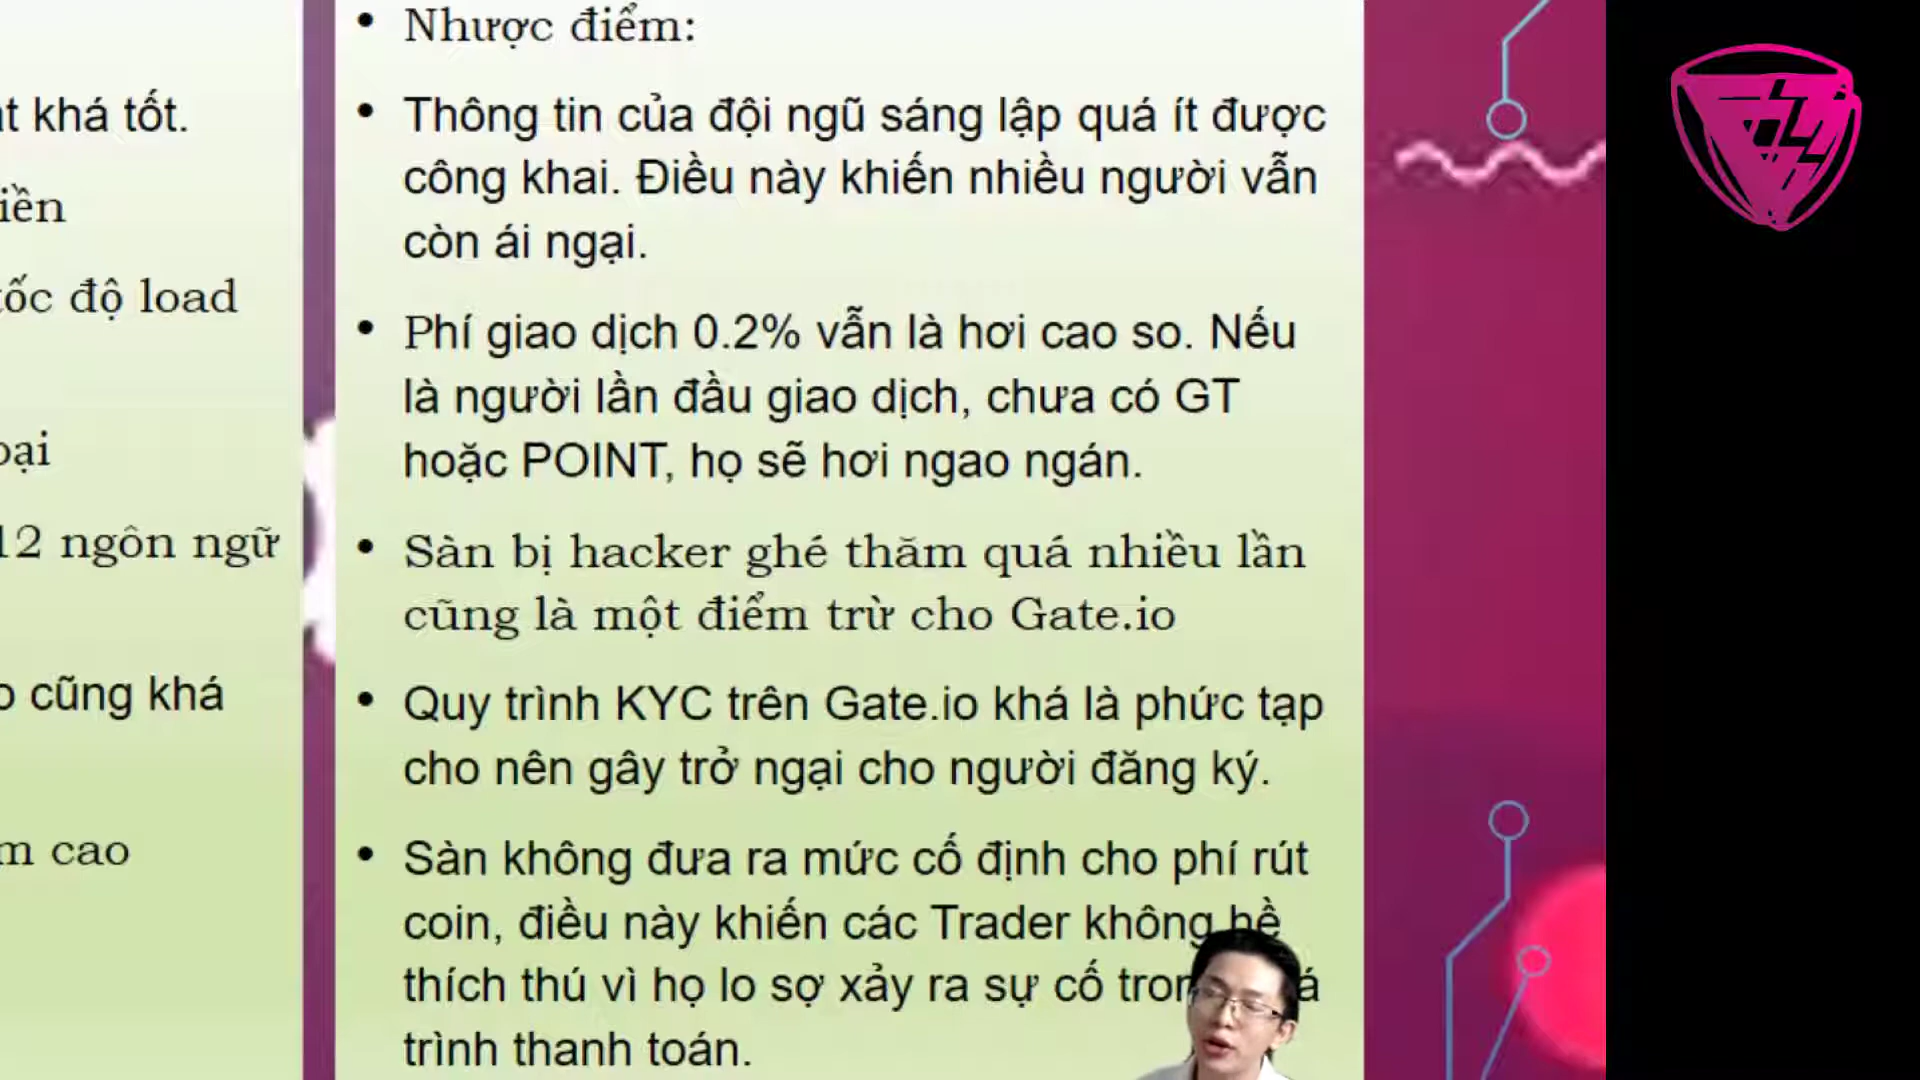 khá tốt.
tốc độ load
12 ngôn ngữ
cũng khá
cao
Nhược điểm:
Thông tin của đội ngũ sáng lập quá ít được
công khai. Điều này khiến nhiều người vẫn
còn ái ngại.
Phí giao dịch 0.2% vẫn là hơi cao so. Nếu
là người lần đầu giao dịch, chưa có GT
hoặc POINT, họ sẽ hơi ngao ngán.
Sàn bị hacker ghé thăm quá nhiều lần
cũng là một điểm trừ cho Gate.io
Quy trình KYC trên Gate.io khá là phức tạp
cho nên gây trở ngại cho người đăng ký.
Sàn không đưa ra mức cố định cho phí rút
coin, điều này khiến các Trader không hề
thích thú vì họ lo sợ xảy ra sự cố
trình thanh toán.